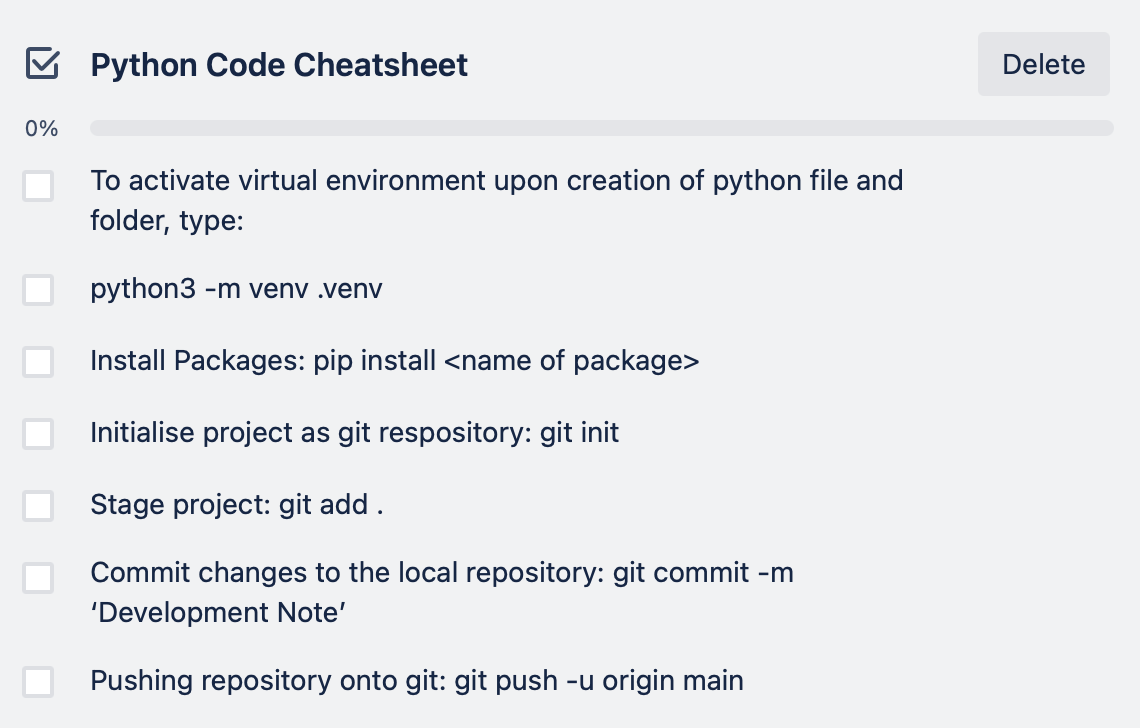 Python Code Cheatsheet
Delete
0%
To activate virtual environment upon creation of python file and
folder, type:
python3 -m venv .venv
Install Packages: pip install <name of package>
Initialise project as git respository: git init
Stage project: git add .
Commit changes to the local repository: git commit -m
‘Development Note’
Pushing repository onto git: git push -u origin main